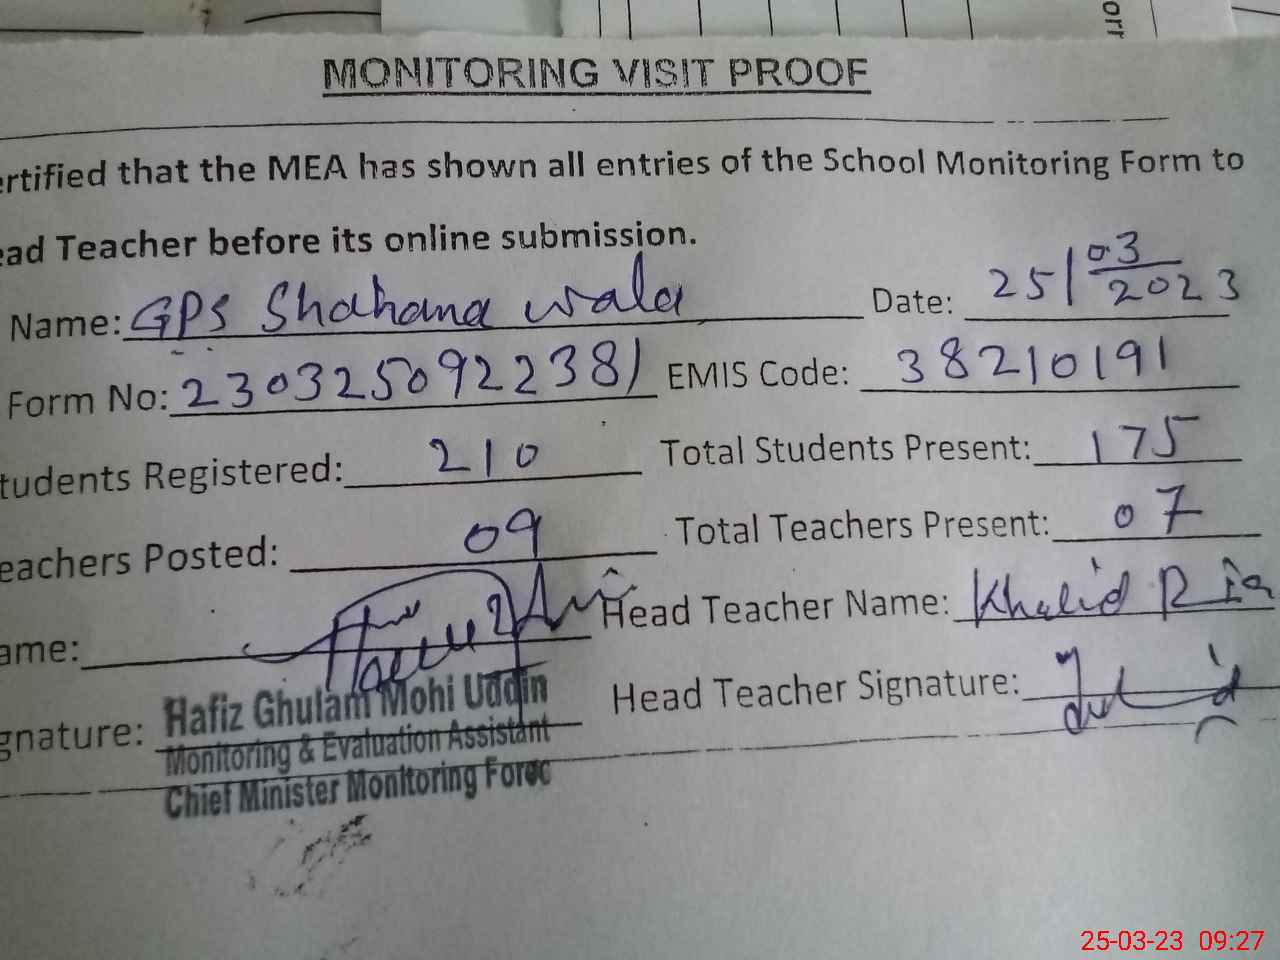 orr
MONITORING VISIT PROOF
ertified that the MEA has shown all entries of the School Monitoring Form to
ead Teacher before its online submission.
Name: GPS Shahana wala Date: 25/03/2023
Form No: 230325092238) EMIS Code: 38210191
tudents Registered: 210 Total Students Present: 175
eachers Posted: 09 Total Teachers Present: 07
ame: Head Teacher Name: Khalid
gnature: Head Teacher Signature:
Hafiz Ghulam Mohi Uddin
Monitoring & Evaluation Assistant
Chief Minister Monitoring Forec
25-03-23 09:27